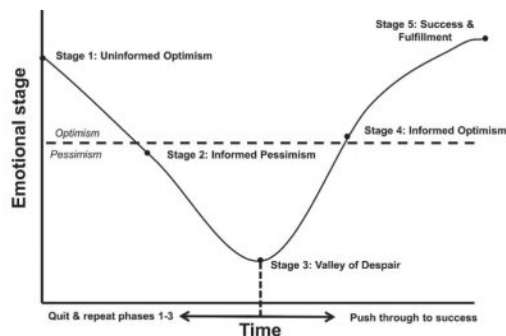 Stage 5: Success &
Fulfillment
Stage 1: Uninformed Optimism
Optimism
Stage 4: Informed Optimism
Pessimism
Stage 2: Informed Pessimism
Emotional stage
Stage 3: Valley of Despair
Quit & repeat phases 1-3
Push through to success
Time